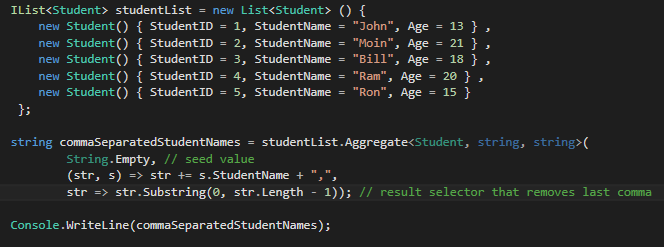 IList<Student> studentList = new List<Student> () {
    new Student() { StudentID = 1, StudentName = "John", Age = 13 } ,
    new Student() { StudentID = 2, StudentName = "Moin", Age = 21 } ,
    new Student() { StudentID = 3, StudentName = "Bill", Age = 18 } ,
    new Student() { StudentID = 4, StudentName = "Ram", Age = 20 } ,
    new Student() { StudentID = 5, StudentName = "Ron", Age = 15 }
 };
string commaSeparatedStudentNames = studentList.Aggregate<Student, string, string>(
        String.Empty, // seed value
        (str, s) => str += s.StudentName + ",",
        str => str.Substring(0, str.Length - 1)); // result selector that removes last comma
Console.WriteLine(commaSeparatedStudentNames);